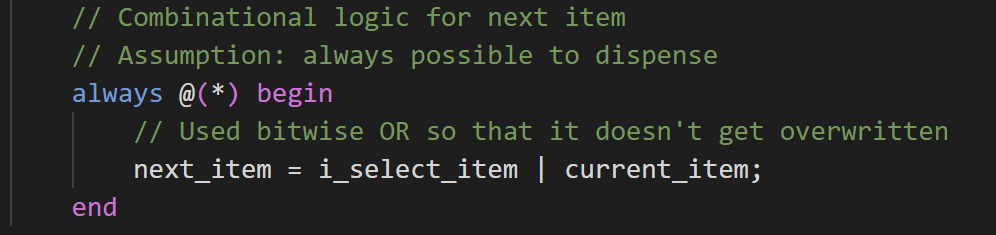 // Combinational logic for next item
// Assumption: always possible to dispense
always @(*) begin
// Used bitwise OR so that it doesn't get overwritten
next_item = i_select_item | current_item;
end